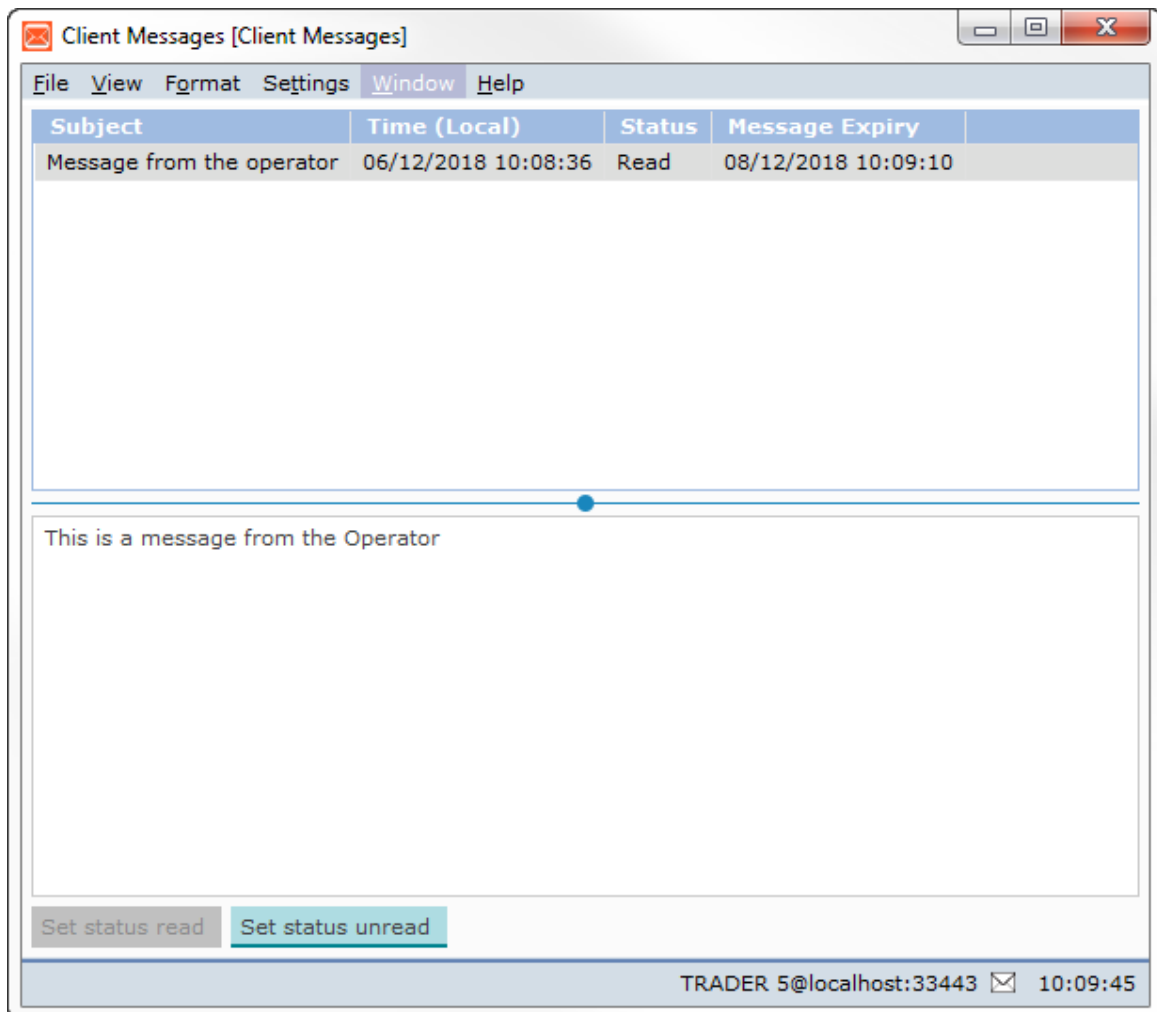 Client Messages [Client Messages]
File View Format Settings Window Help
Subject Time (Local) Status Message Expiry
Message from the operator 06/12/2018 10:08:36 Read 08/12/2018 10:09:10
This is a message from the Operator
Set status read Set status unread
TRADER 5@localhost:33443 10:09:45